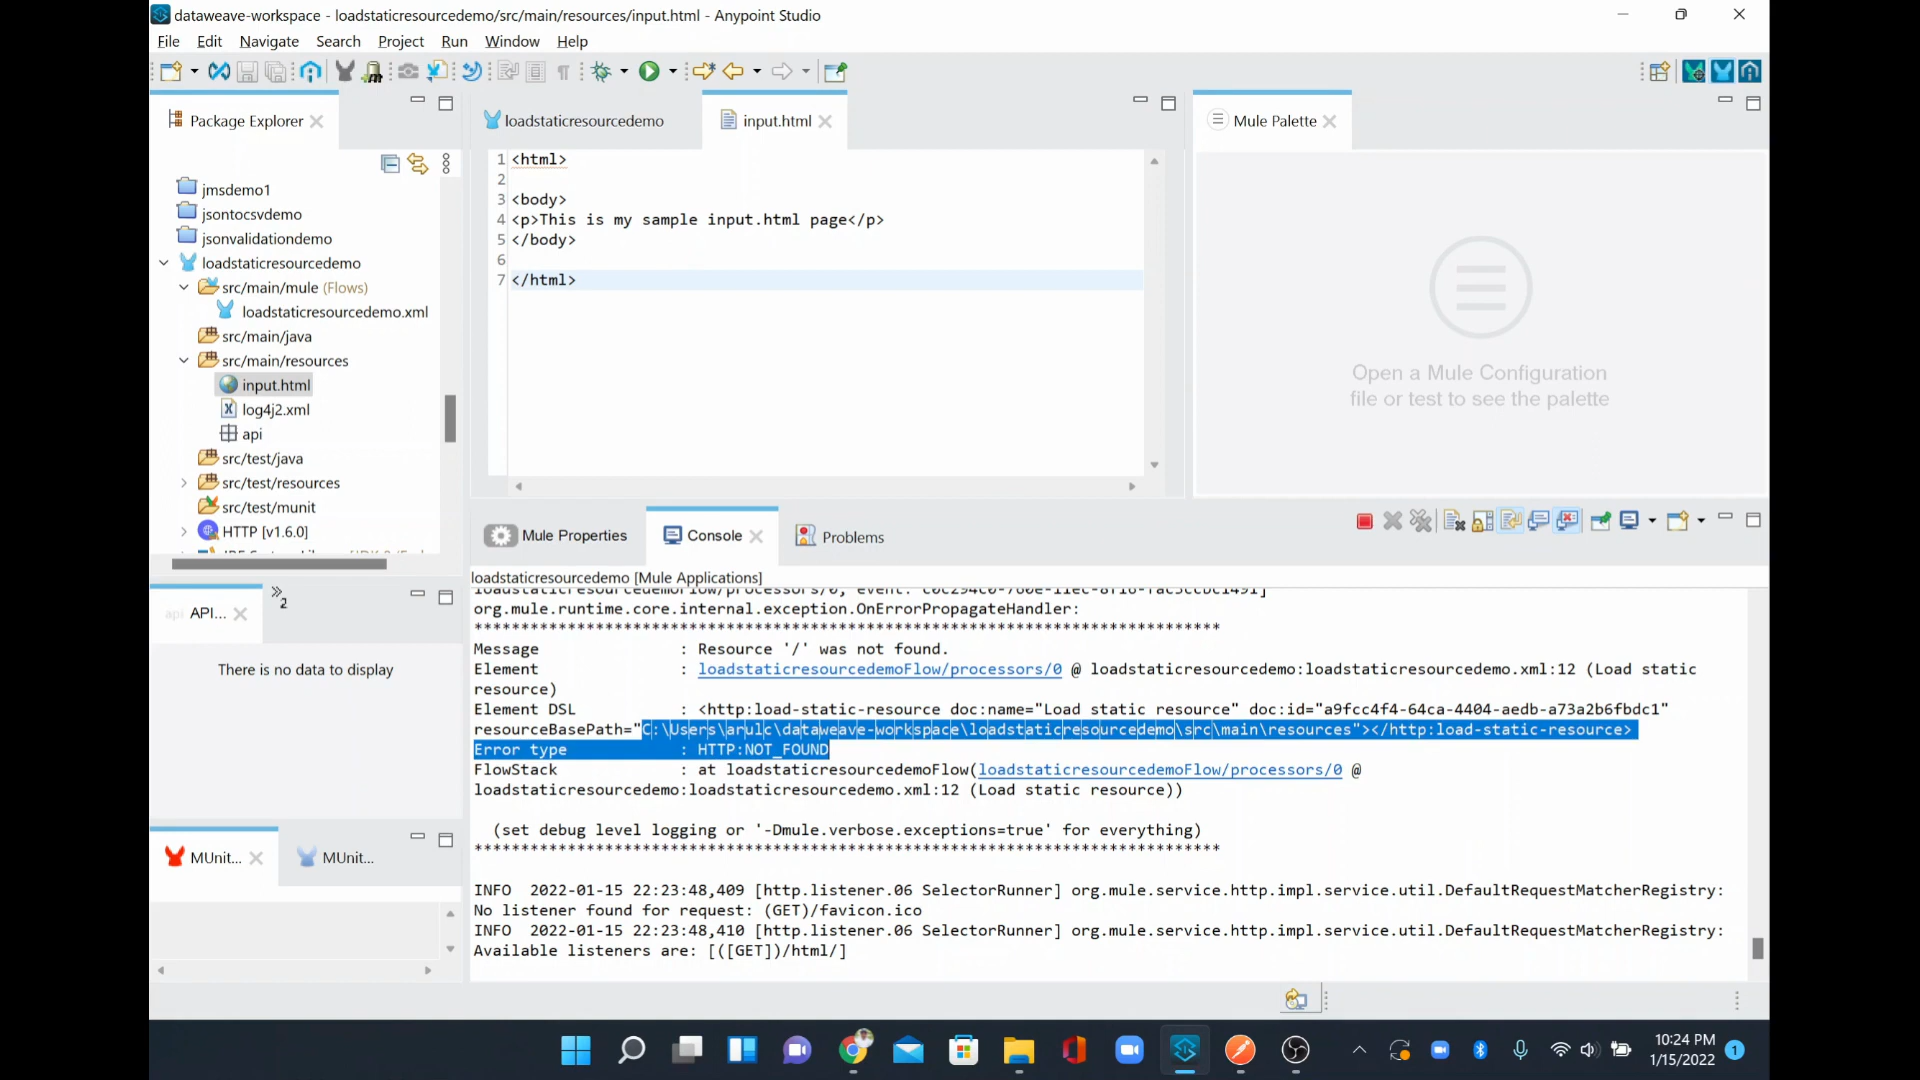 dataweave-workspace - loadstaticresourcedemo/src/main/resources/input.html - Anypoint Studio
File Edit Navigate Search Project Run Window Help
Package Explorer
loadstaticresourcedemo
input.html
Mule Palette
jmsdemo1
jsontocsvdemo
jsonvalidationdemo
loadstaticresourcedemo
src/main/mule (Flows)
loadstaticresourcedemo.xml
src/main/java
src/main/resources
input.html
log4j2.xml
api
src/test/java
src/test/resources
src/test/munit
HTTP [v1.6.0]
1 <html>
2
3 <body>
4 <p>This is my sample input.html page</p>
5 </body>
6
7 </html>
Open a Mule Configuration
file or test to see the palette
api API...
2
There is no data to display
MUnit...
MUnit...
Mule Properties
Console
Problems
loadstaticresourcedemo [Mule Applications]
org.mule.runtime.core.internal.exception.OnErrorPropagateHandler:
********************************************************************************
Message : Resource '/' was not found.
Element : loadstaticresourcedemoFlow/processors/0 @ loadstaticresourcedemo:loadstaticresourcedemo.xml:12 (Load static
resource)
Element DSL : <http:load-static-resource doc:name="Load static resource" doc:id="a9fcc4f4-64ca-4404-aedb-a73a2b6fbdc1"
resourceBasePath="C:\Users\arulc\dataweave-workspace\loadstaticresourcedemo\src\main\resources"></http:load-static-resource>
Error type : HTTP:NOT_FOUND
FlowStack : at loadstaticresourcedemoFlow(loadstaticresourcedemoFlow/processors/0 @
loadstaticresourcedemo:loadstaticresourcedemo.xml:12 (Load static resource))
(set debug level logging or '-Dmule.verbose.exceptions=true' for everything)
********************************************************************************
INFO 2022-01-15 22:23:48,409 [http.listener.06 SelectorRunner] org.mule.service.http.impl.service.util.DefaultRequestMatcherRegistry:
No listener found for request: (GET)/favicon.ico
INFO 2022-01-15 22:23:48,410 [http.listener.06 SelectorRunner] org.mule.service.http.impl.service.util.DefaultRequestMatcherRegistry:
Available listeners are: [([GET])/html/]
10:24 PM
1/15/2022
1